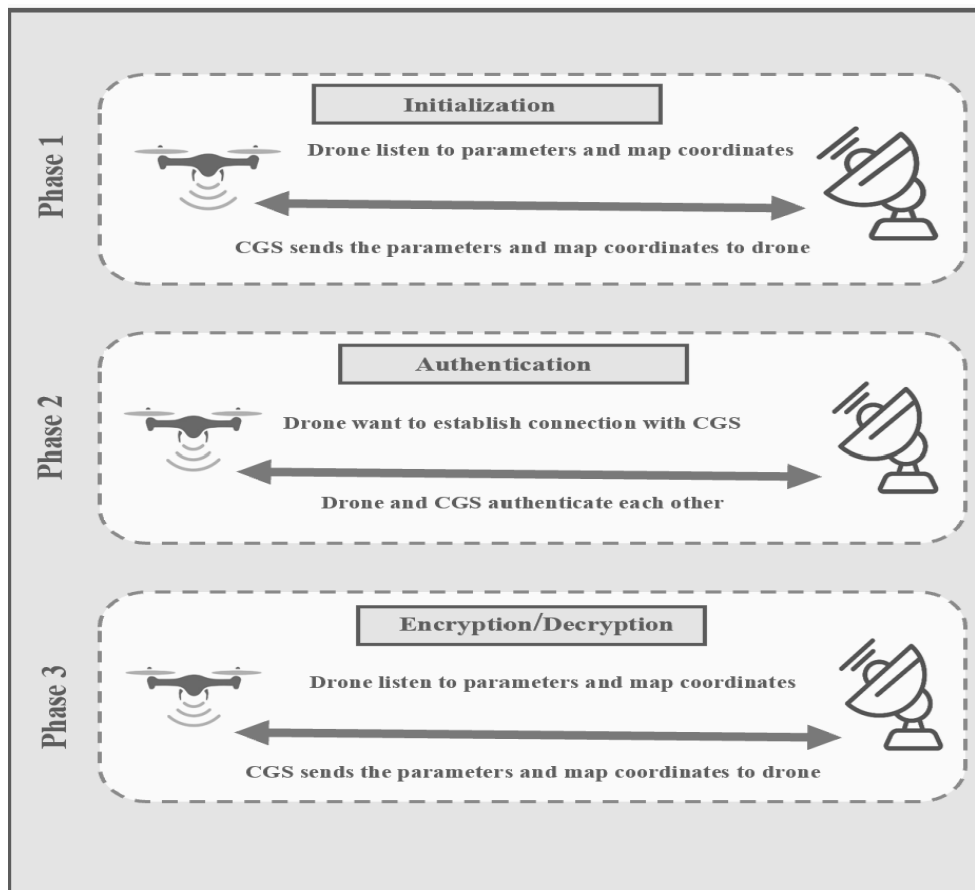 Phase 1
Initialization
Drone listen to parameters and map coordinates
CGS sends the parameters and map coordinates to drone
Phase 2
Authentication
Drone want to establish connection with CGS
Drone and CGS authenticate each other
Phase 3
Encryption/Decryption
Drone listen to parameters and map coordinates
CGS sends the parameters and map coordinates to drone